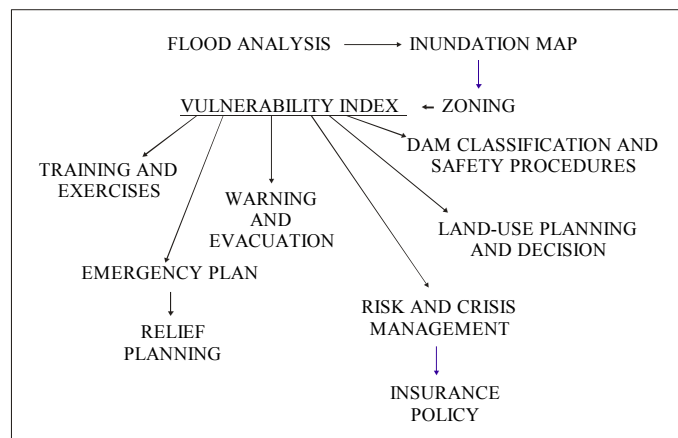 FLOOD ANALYSIS
INUNDATION MAP
VULNERABILITY INDEX
ZONING
DAM CLASSIFICATION AND
SAFETY PROCEDURES
TRAINING AND
EXERCISES
WARNING
AND
EVACUATION
LAND-USE PLANNING
AND DECISION
EMERGENCY PLAN
RISK AND CRISIS
MANAGEMENT
RELIEF
PLANNING
INSURANCE
POLICY